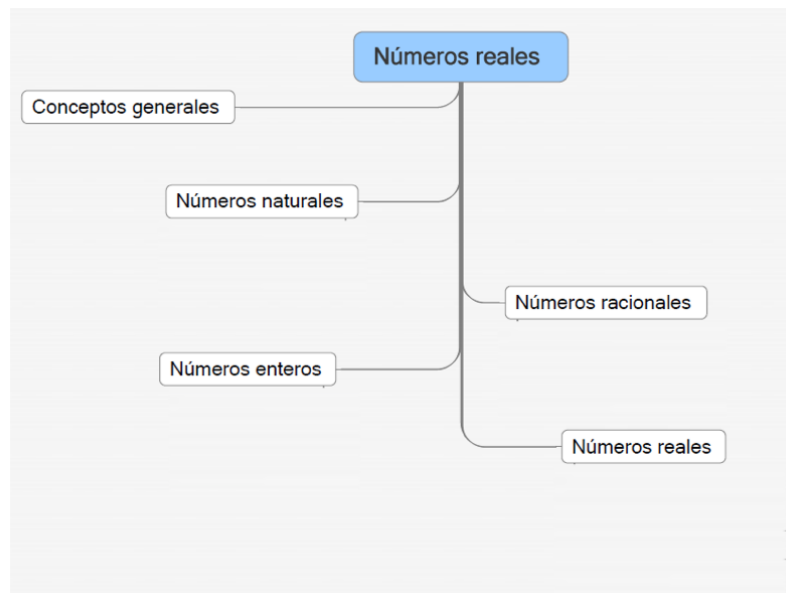 Números reales
Conceptos generales
Números naturales
Números racionales
Números enteros
Números reales